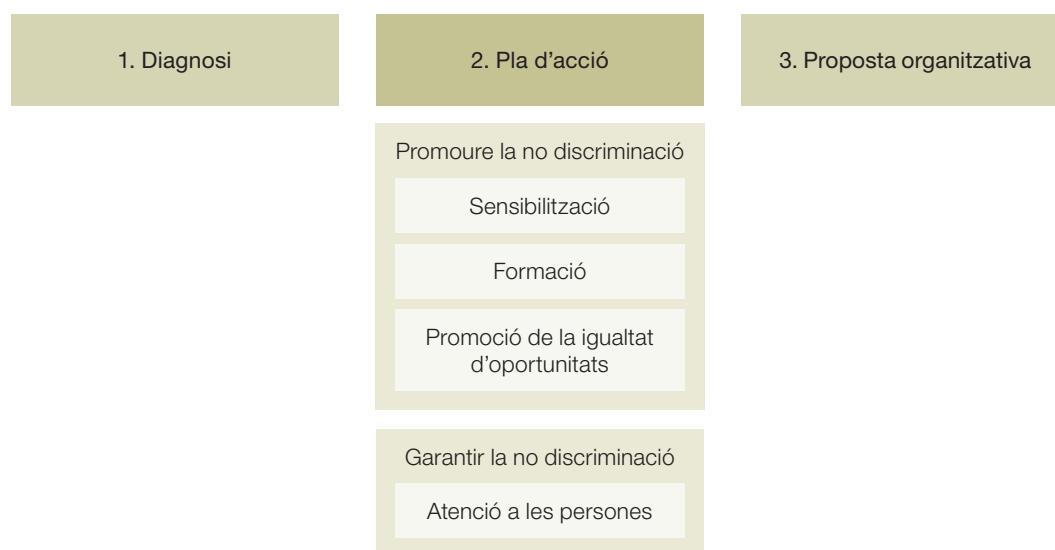 1. Diagnosi
2. Pla d’acció
3. Proposta organitzativa
Promoure la no discriminació
Sensibilització
Formació
Promoció de la igualtat
d’oportunitats
Garantir la no discriminació
Atenció a les persones